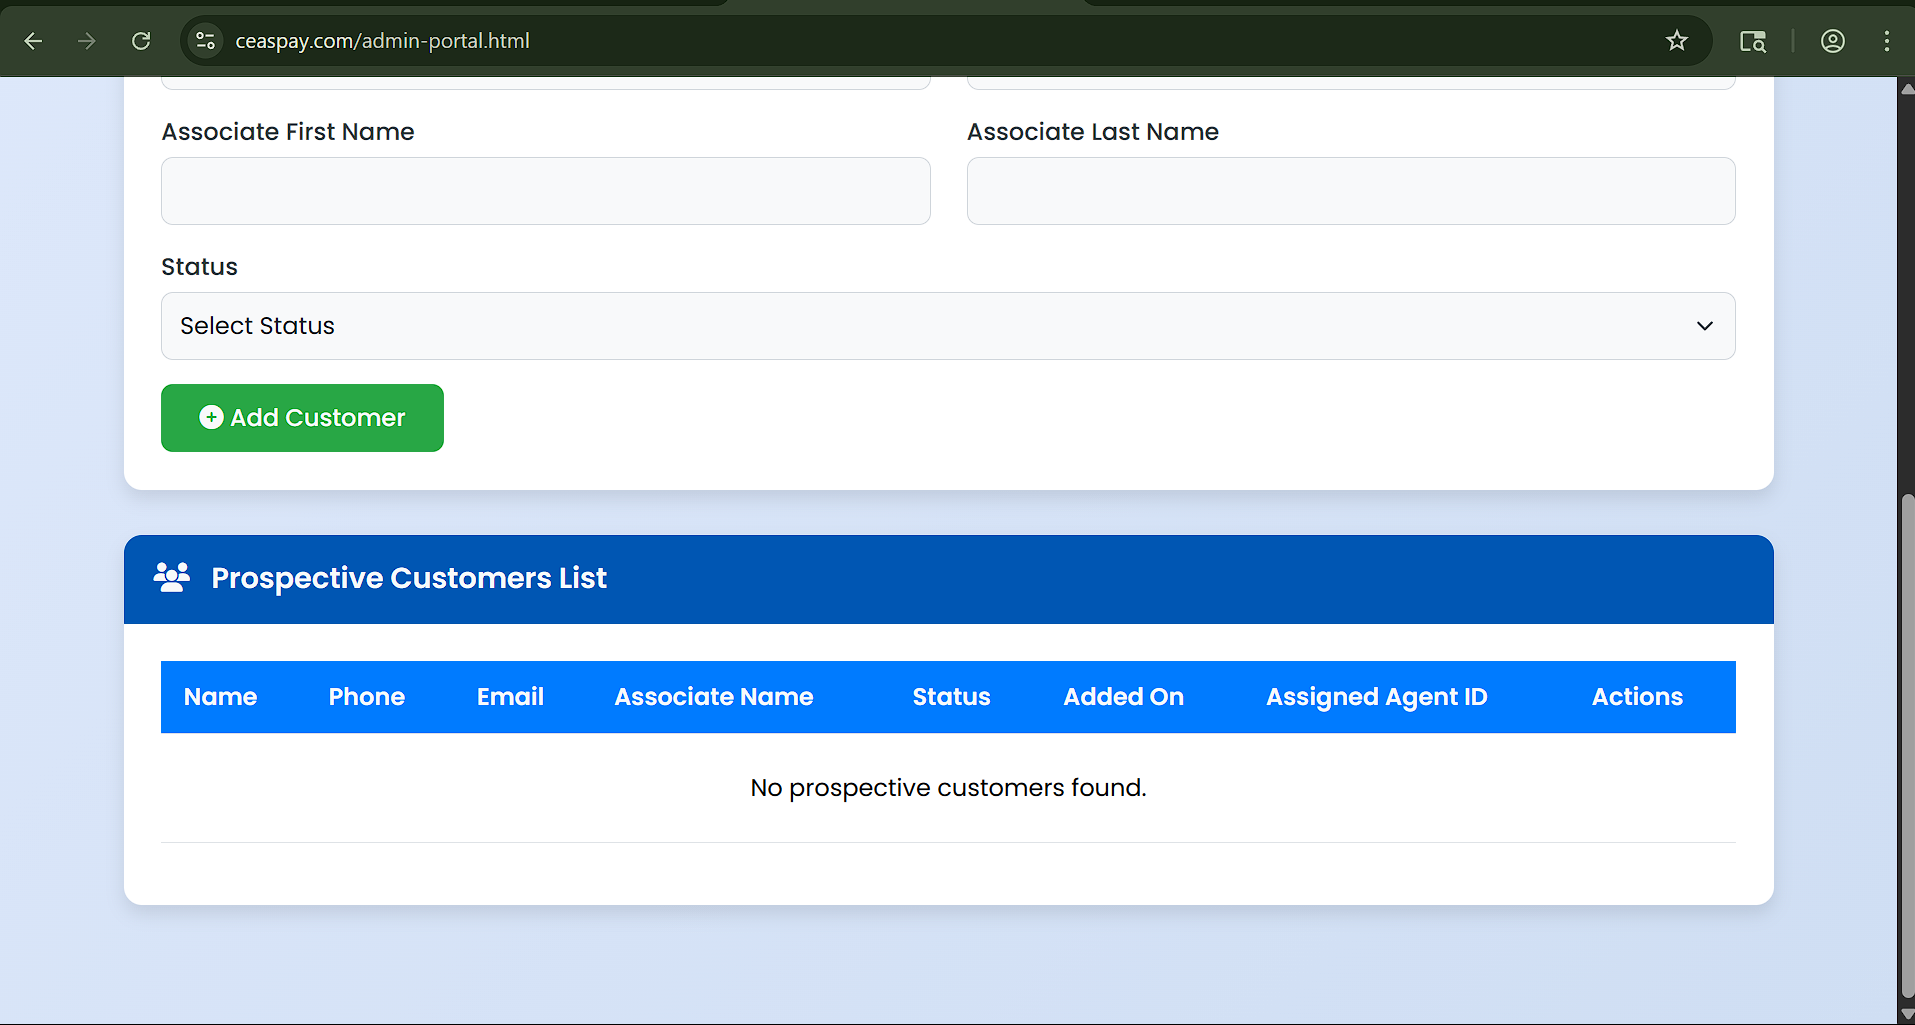 ceaspay.com/admin-portal.html
Associate First Name Associate Last Name
Status
Select Status
Add Customer
Prospective Customers List
Name Phone Email Associate Name Status Added On Assigned Agent ID Actions
No prospective customers found.